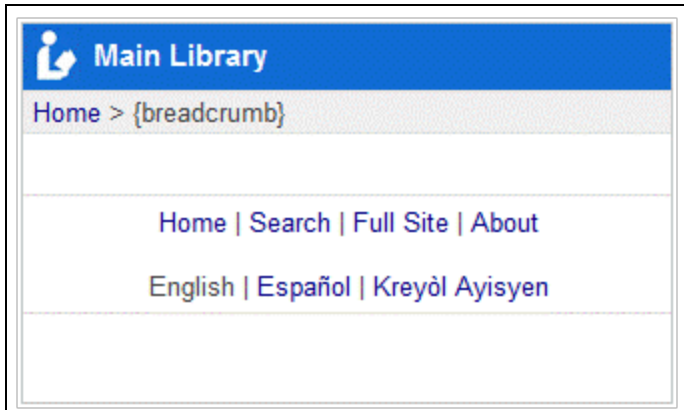 Main Library
Home > {breadcrumb}
Home | Search | Full Site | About
English | Español | Kreyòl Ayisyen